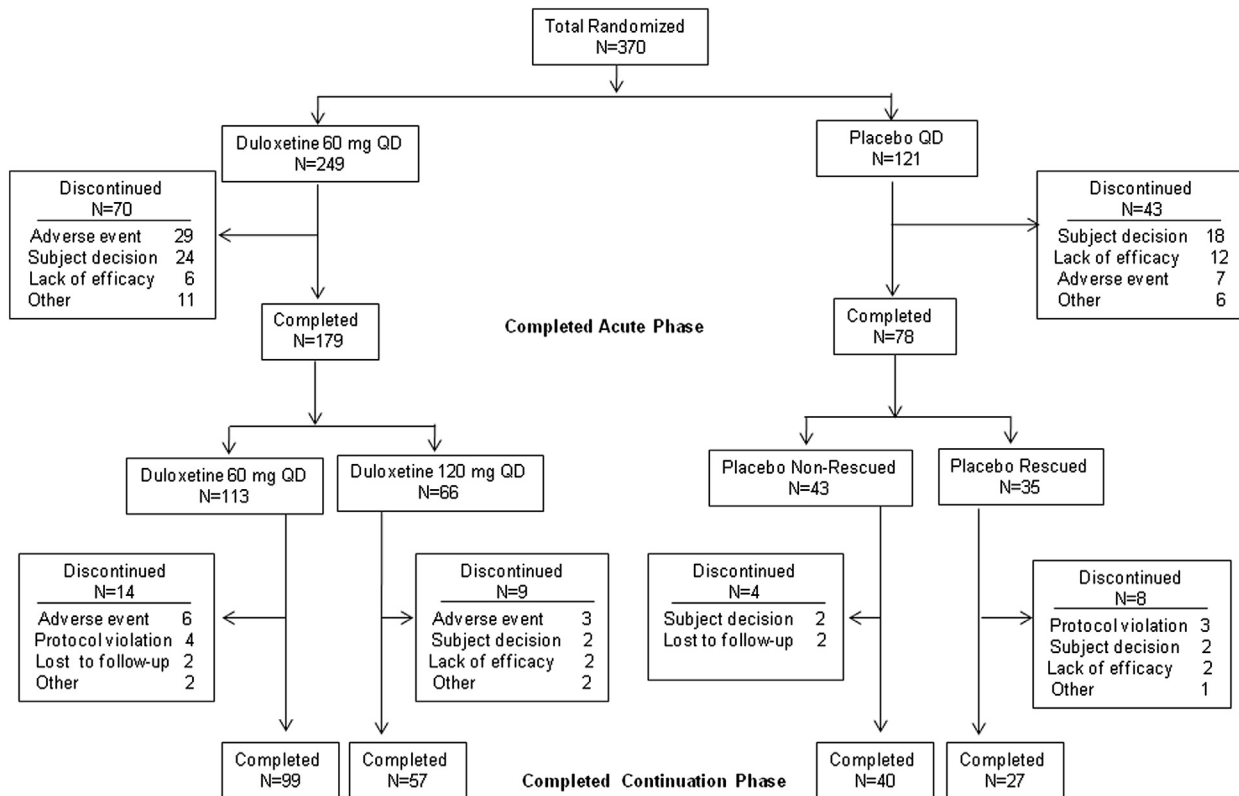 Total Randomized
N=370
Duloxetine 60 mg QD
N=249
Placebo QD
N=121
Discontinued
N=70
Adverse event 29
Subject decision 24
Lack of efficacy 6
Other 11
Discontinued
N=43
Subject decision 18
Lack of efficacy 12
Adverse event 7
Other 6
Completed
N=179
Completed Acute Phase
Completed
N=78
Duloxetine 60 mg QD
N=113
Duloxetine 120 mg QD
N=66
Placebo Non-Rescued
N=43
Placebo Rescued
N=35
Discontinued
N=14
Adverse event 6
Protocol violation 4
Lost to follow-up 2
Other 2
Discontinued
N=9
Adverse event 3
Subject decision 2
Lack of efficacy 2
Other 2
Discontinued
N=4
Subject decision 2
Lost to follow-up 2
Discontinued
N=8
Protocol violation 3
Subject decision 2
Lack of efficacy 2
Other 1
Completed
N=99
Completed
N=57
Completed Continuation Phase
Completed
N=40
Completed
N=27